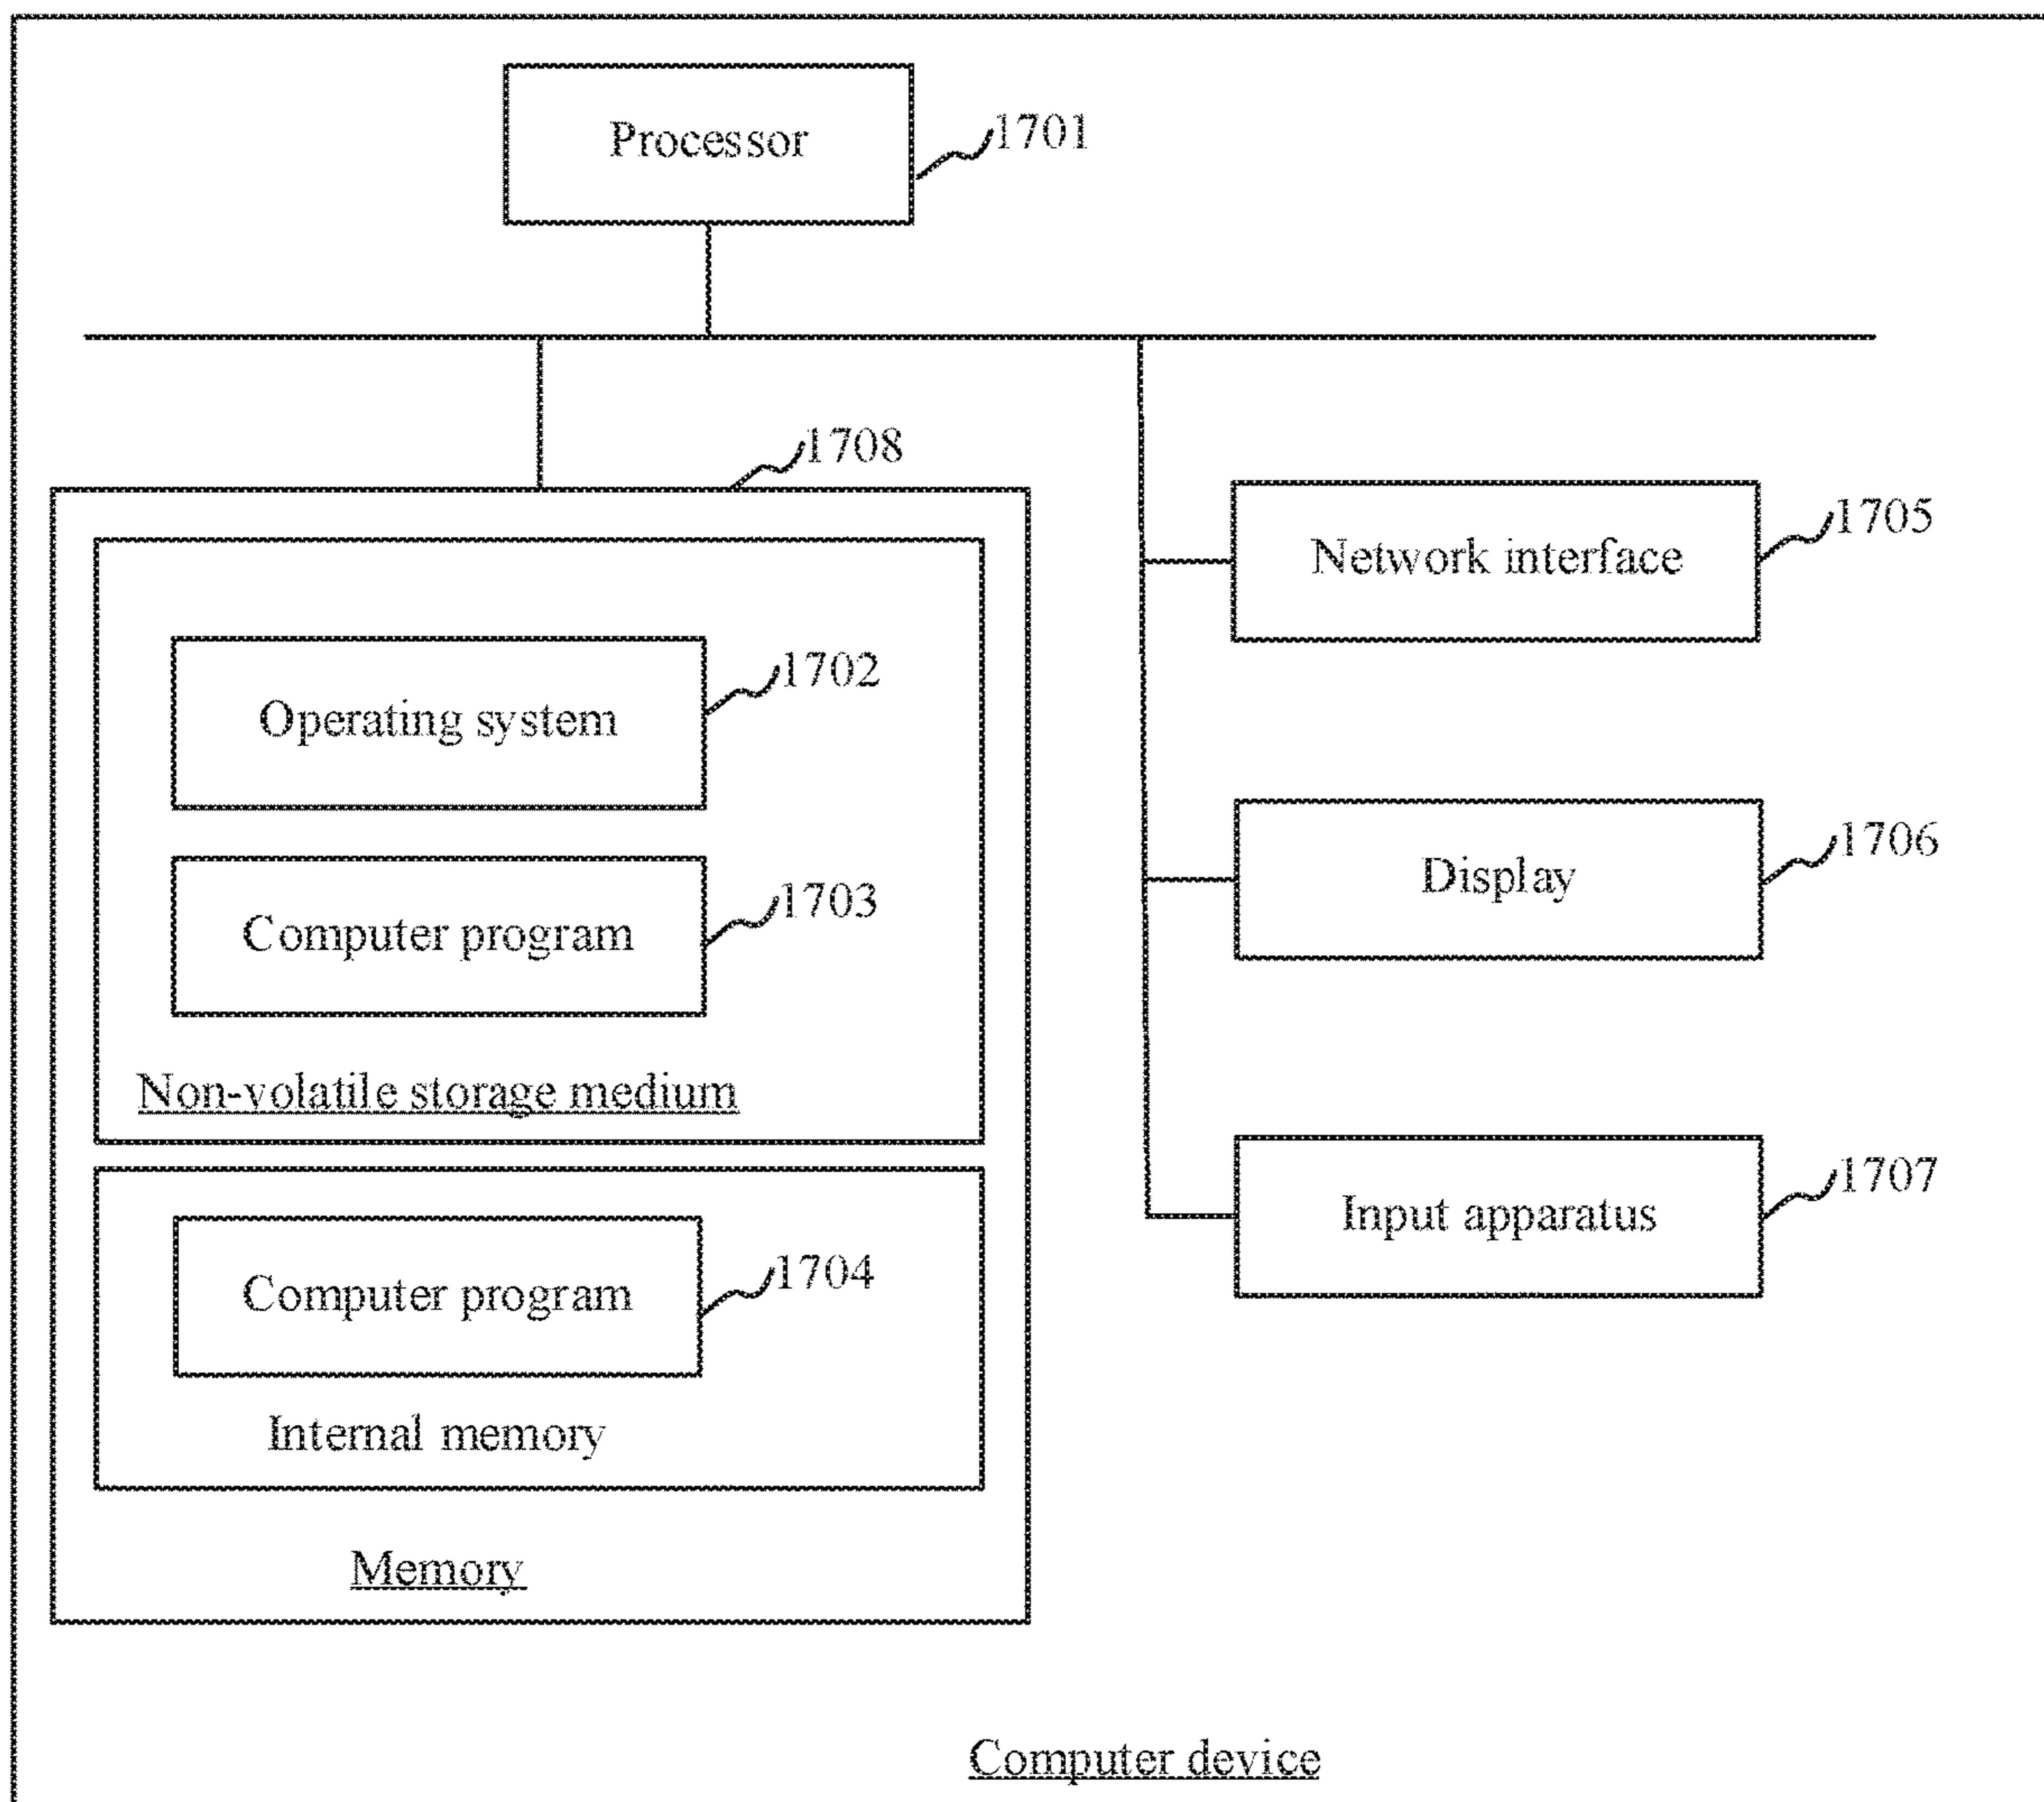 Processor
1701
1708
Operating system
1702
Computer program
1703
Non-volatile storage medium
Computer program
1704
Internal memory
Memory
Network interface
1705
Display
1706
Input apparatus
1707
Computer device